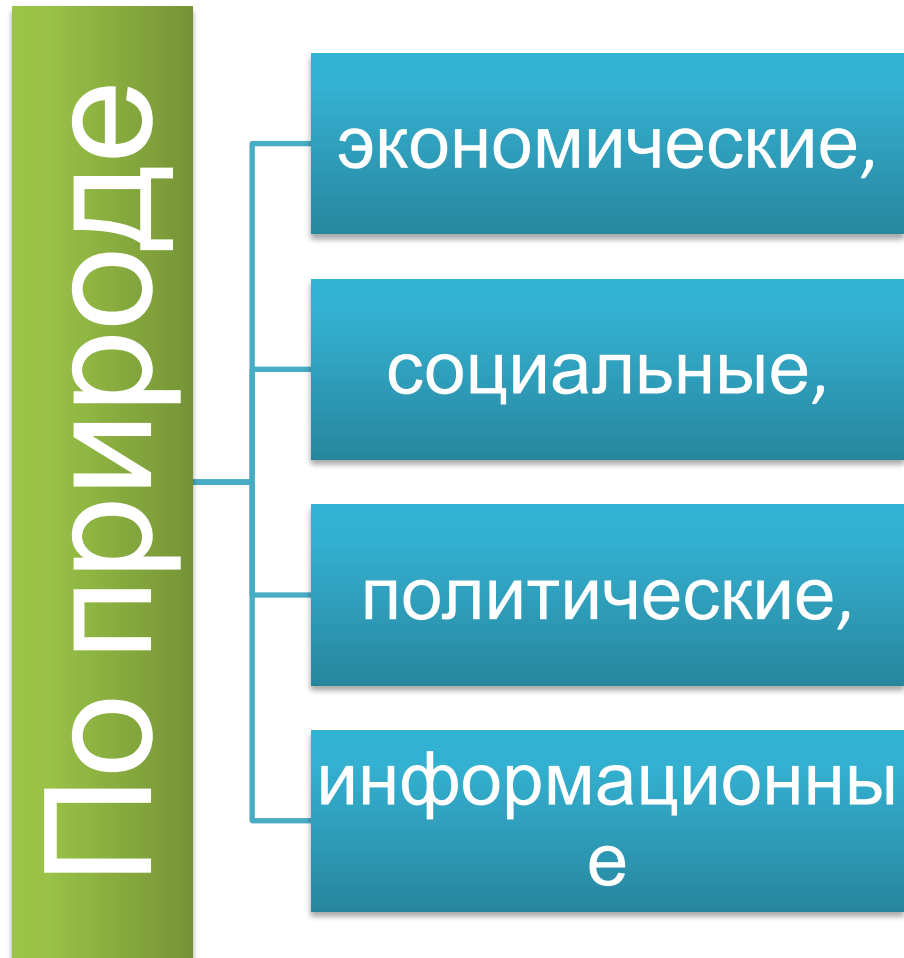 По природе
экономические,
социальные,
политические,
информационны
е